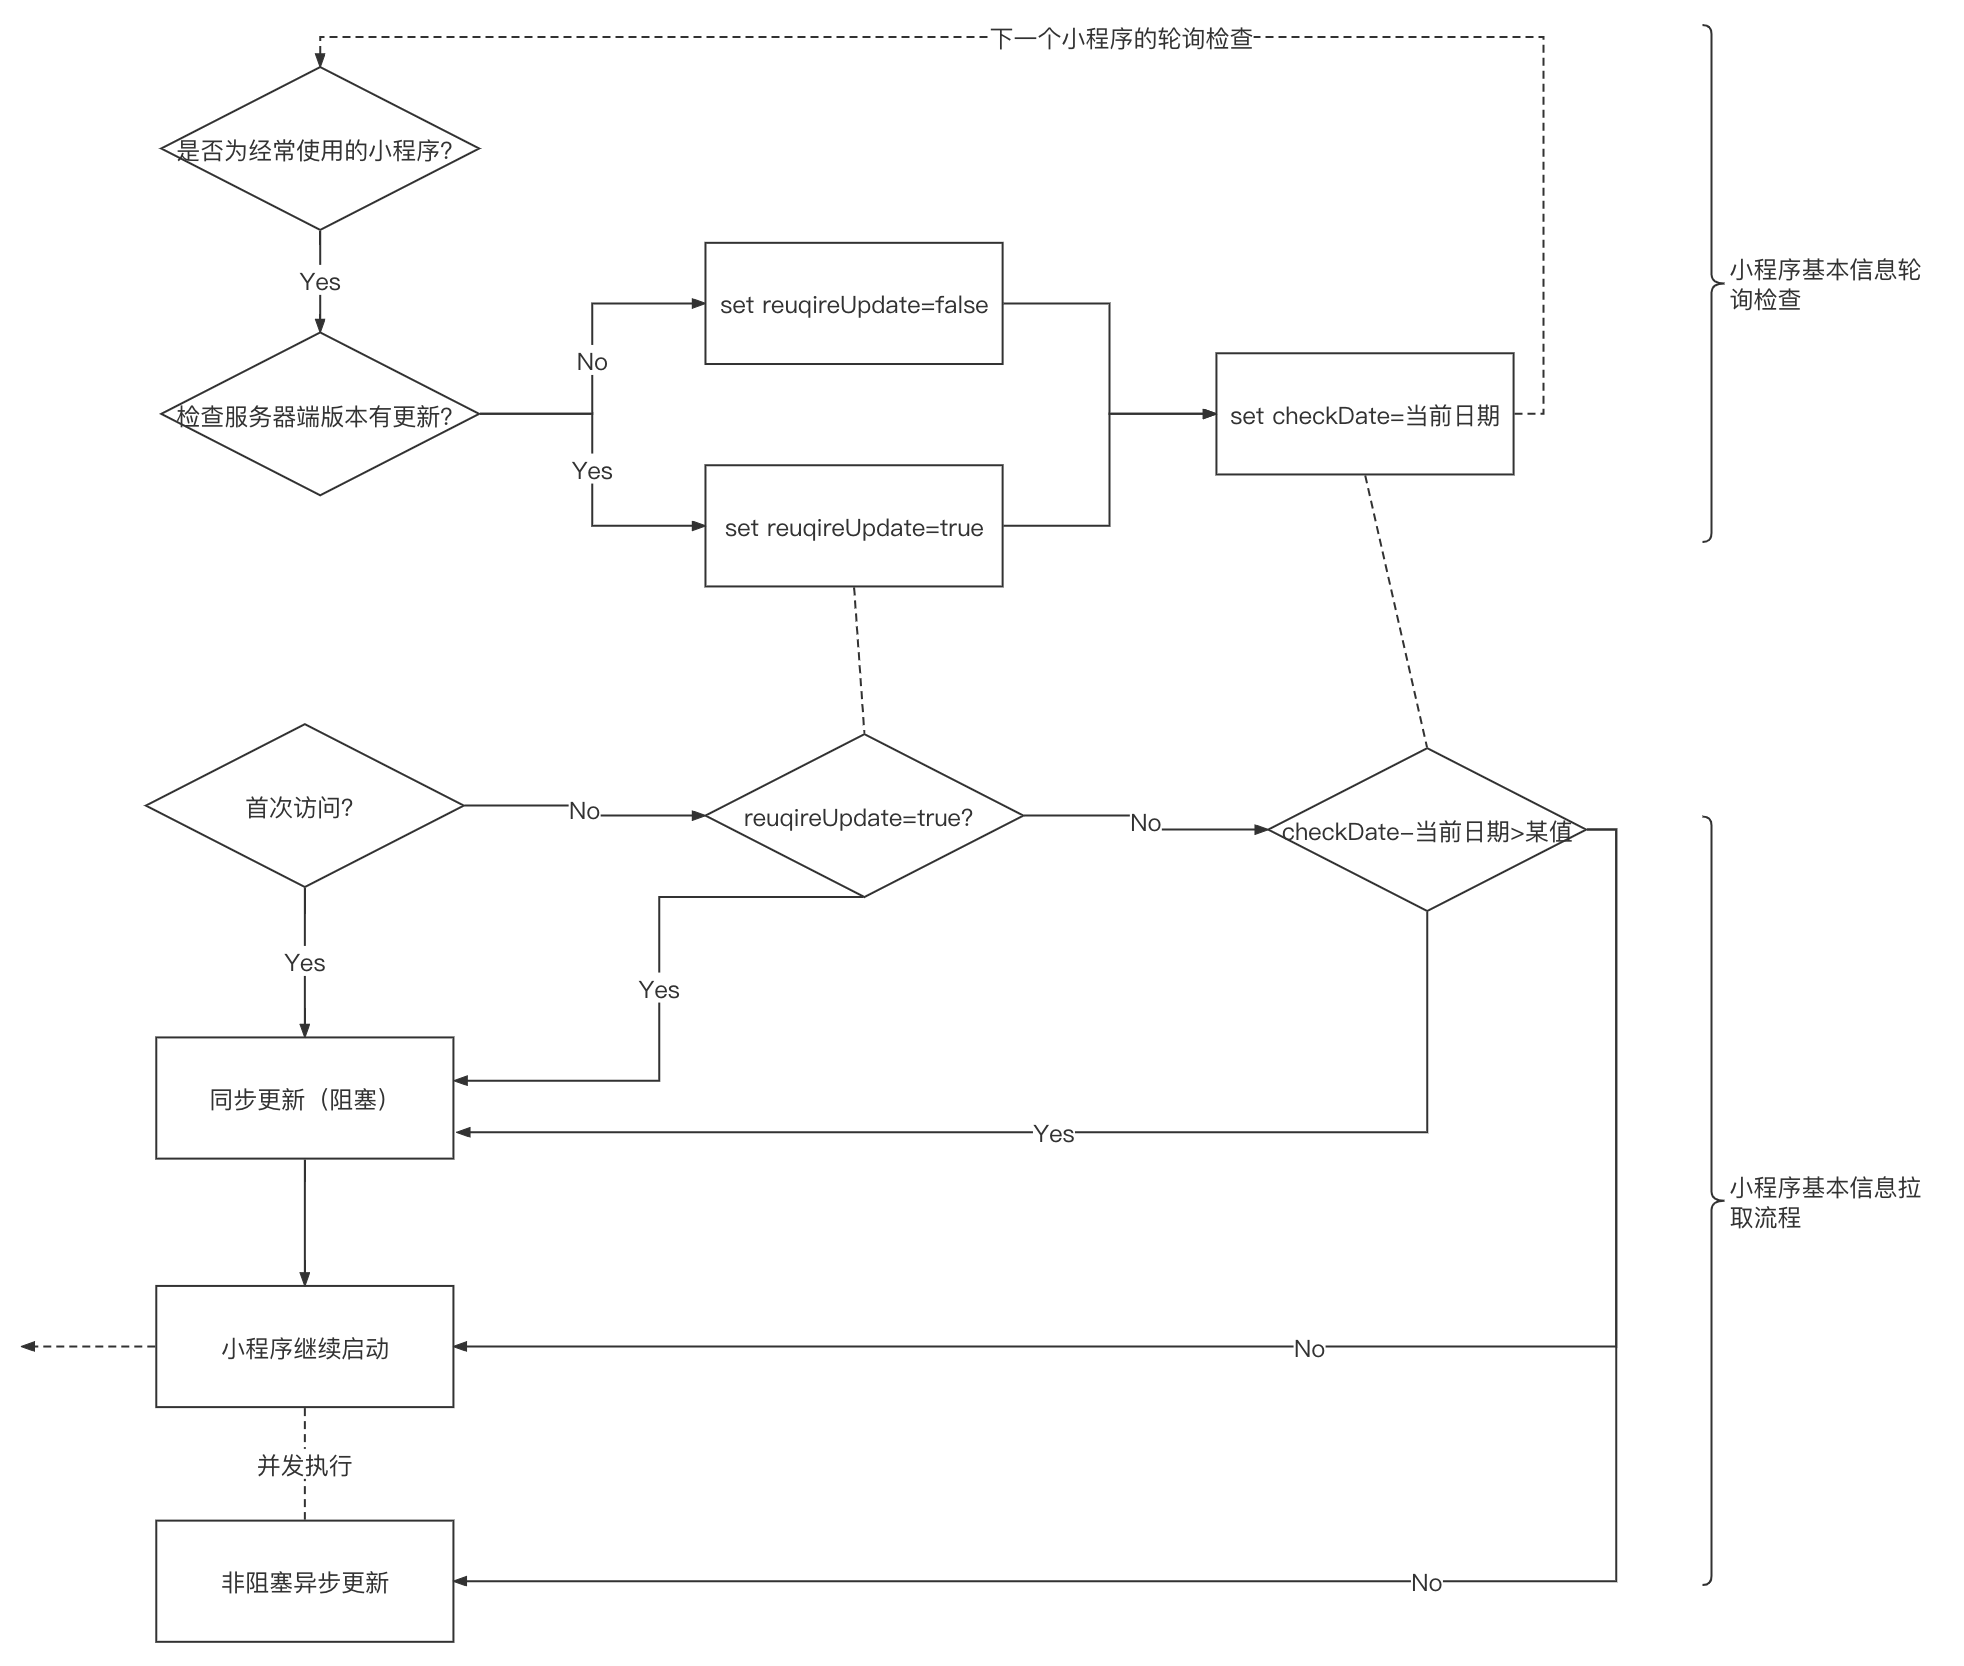 下一个小程序的轮询检查
是否为经常使用的小程序?
Yes
小程序基本信息轮
询检查
set reuqireUpdate=false
No
检查服务器端版本有更新?
set checkDate=当前日期
Yes
set reuqireUpdate=true
首次访问?
No
reuqireUpdate=true?
No
checkDate-当前日期>某值
Yes
Yes
同步更新（阻塞）
Yes
小程序基本信息拉
取流程
小程序继续启动
No
并发执行
非阻塞异步更新
No